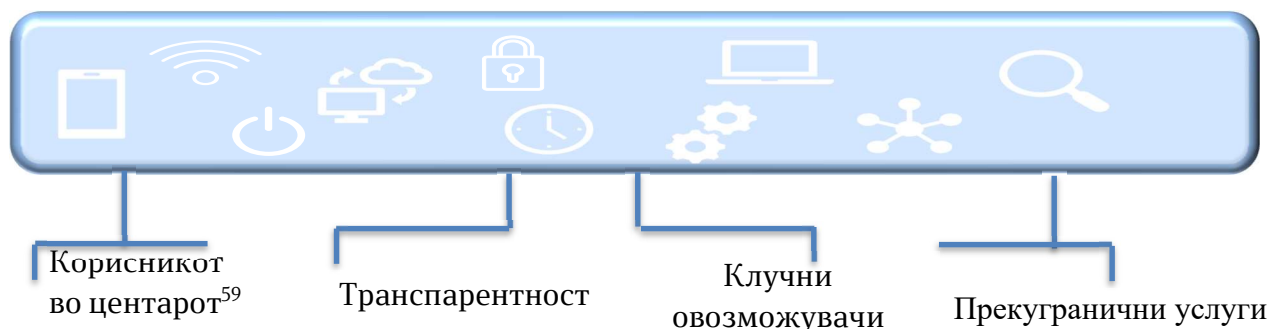 Корисникот
во центарот⁵⁹
Транспарентност
Клучни
овозможувачи
Прекугранични услуги